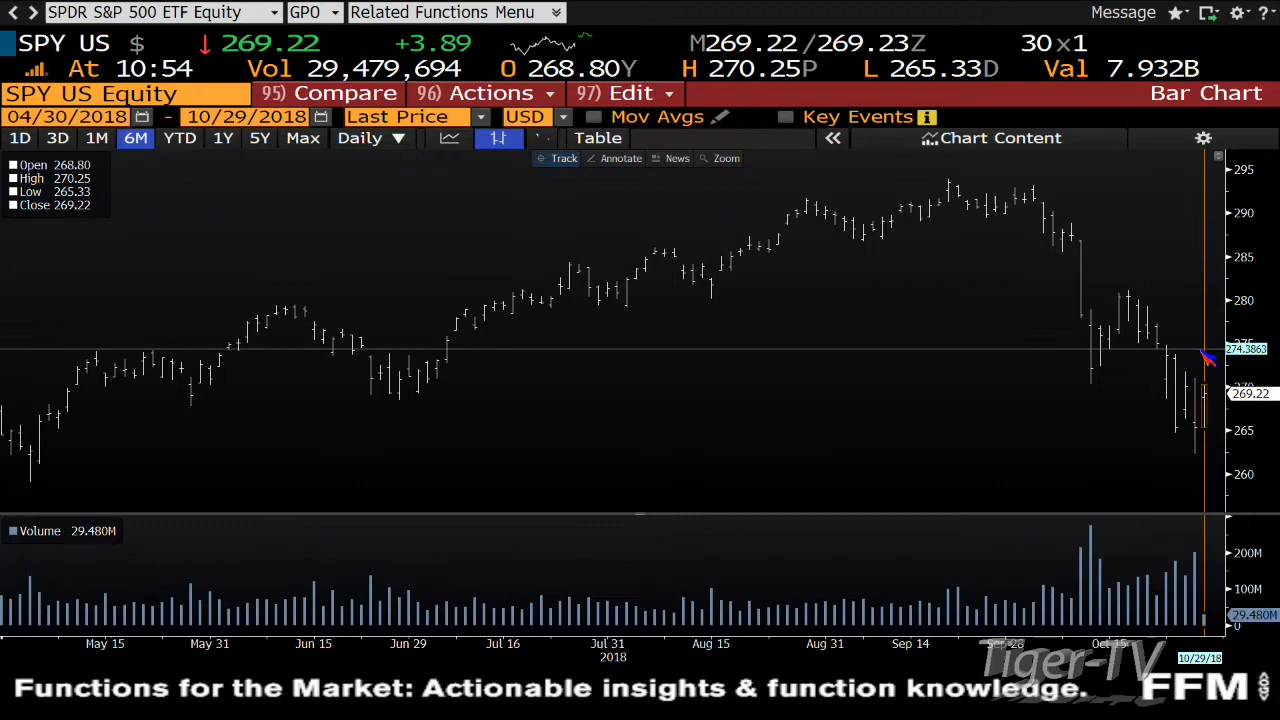 SPDR S&P 500 ETF Equity GPO Related Functions Menu Message ?
SPY US $ 269.22 +3.89 M269.22 /269.23Z 30x1
At 10:54 Vol 29,479,694 O 268.80Y H 270.25P L 265.33D Val 7.932B
SPY US Equity 95) Compare 96) Actions 97) Edit Bar Chart
04/30/2018 - 10/29/2018 Last Price USD Mov Avgs Key Events
1D 3D 1M 6M YTD 1Y 5Y Max Daily Table Chart Content
Track Annotate News Zoom
Open 268.80
High 270.25
Low 265.33
Close 269.22
295
290
285
280
275
274.3863
270
269.22
265
260
Volume 29.480M
200M
100M
29.480M
0
May 15 May 31 Jun 15 Jun 29 Jul 16 Jul 31 Aug 15 Aug 31 Sep 14 Sep 28 Oct 15
2018 10/29/18
Tiger-TV
Functions for the Market: Actionable insights & function knowledge. FFM <GO>